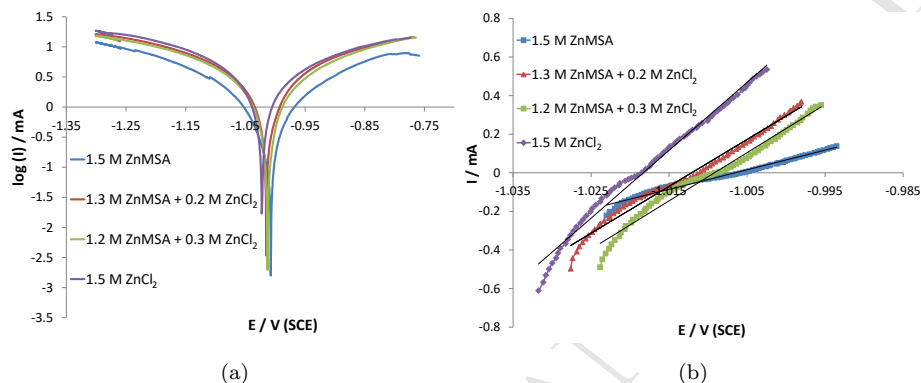 (a)
1.5
1
0.5
0
-0.5
-1
-1.5
-2
-2.5
-3
-3.5
-1.35
-1.25
-1.15
-1.05
-0.95
-0.85
-0.75
log (I) / mA
E / V (SCE)
1.5 M ZnMSA
1.3 M ZnMSA + 0.2 M ZnCl₂
1.2 M ZnMSA + 0.3 M ZnCl₂
1.5 M ZnCl₂
(a)
(b)
0.8
0.6
0.4
0.2
0
-0.2
-0.4
-0.6
-0.8
-1.035
-1.025
-1.015
-1.005
-0.995
-0.985
I / mA
E / V (SCE)
1.5 M ZnMSA
1.3 M ZnMSA + 0.2 M ZnCl₂
1.2 M ZnMSA + 0.3 M ZnCl₂
1.5 M ZnCl₂
(b)